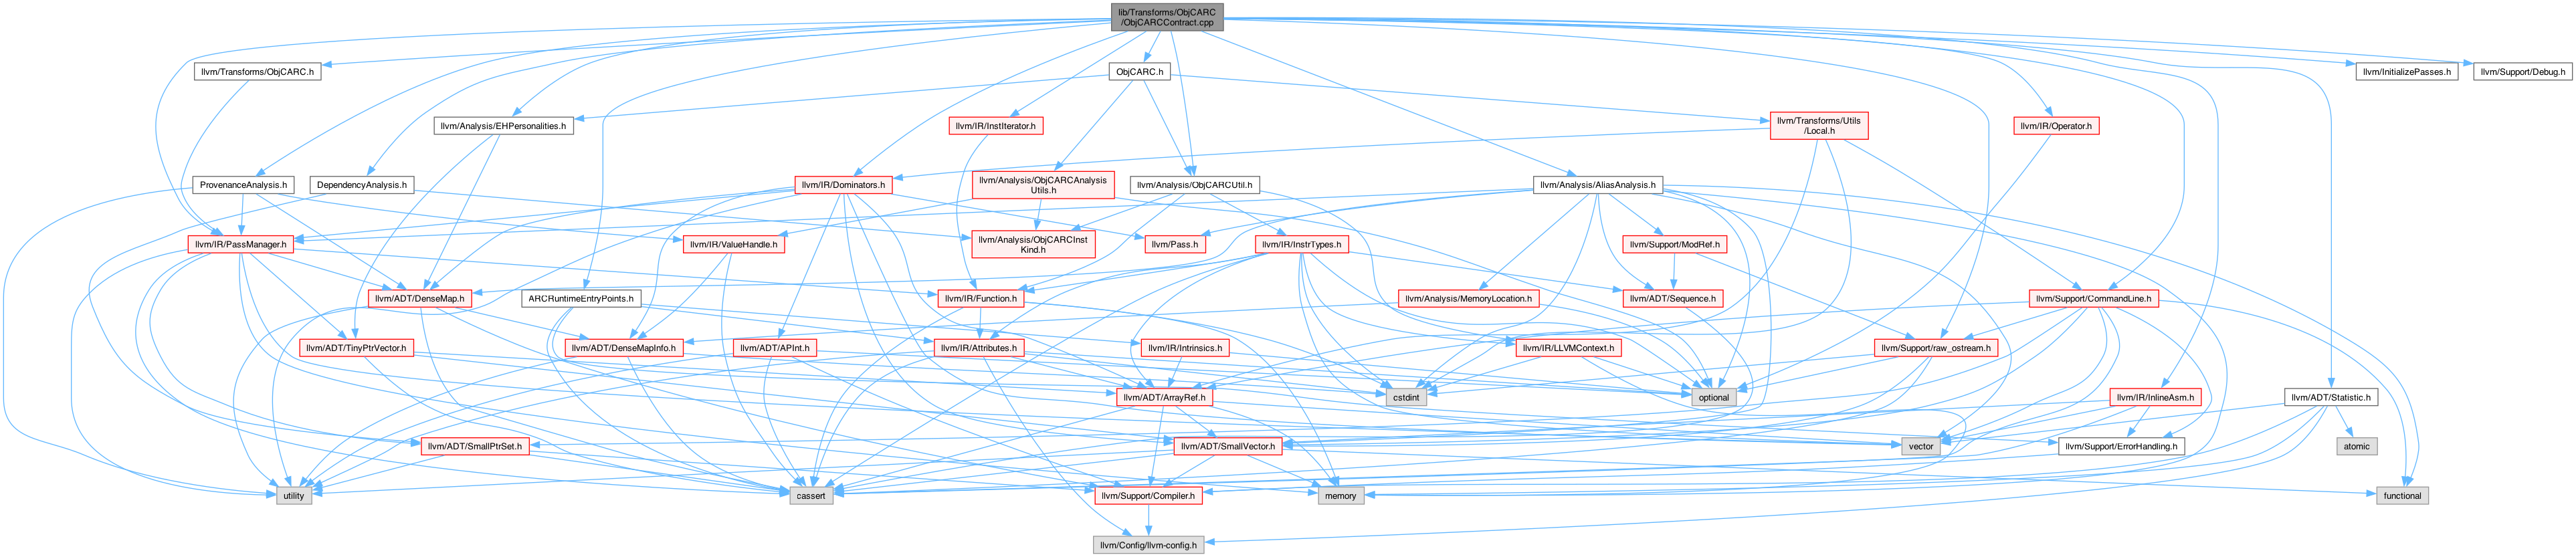 lib/Transforms/ObjCARC
/ObjCARCContract.cpp
llvm/Transforms/ObjCARC.h
ObjCARC.h
llvm/InitializePasses.h
llvm/Support/Debug.h
llvm/Analysis/EHPersonalities.h
llvm/IR/InstIterator.h
llvm/Transforms/Utils
/Local.h
llvm/IR/Operator.h
ProvenanceAnalysis.h
DependencyAnalysis.h
llvm/IR/Dominators.h
llvm/Analysis/ObjCARCAnalysis
Utils.h
llvm/Analysis/ObjCARCUtil.h
llvm/Analysis/AliasAnalysis.h
llvm/IR/PassManager.h
llvm/IR/ValueHandle.h
llvm/Analysis/ObjCARCInst
Kind.h
llvm/Pass.h
llvm/IR/InstrTypes.h
llvm/Support/ModRef.h
llvm/ADT/DenseMap.h
ARCRuntimeEntryPoints.h
llvm/IR/Function.h
llvm/Analysis/MemoryLocation.h
llvm/ADT/Sequence.h
llvm/Support/CommandLine.h
llvm/ADT/TinyPtrVector.h
llvm/ADT/DenseMapInfo.h
llvm/ADT/APInt.h
llvm/IR/Attributes.h
llvm/IR/Intrinsics.h
llvm/IR/LLVMContext.h
llvm/Support/raw_ostream.h
llvm/ADT/ArrayRef.h
cstdint
optional
llvm/IR/InlineAsm.h
llvm/ADT/Statistic.h
llvm/ADT/SmallPtrSet.h
llvm/ADT/SmallVector.h
vector
llvm/Support/ErrorHandling.h
atomic
utility
cassert
llvm/Support/Compiler.h
memory
functional
llvm/Config/llvm-config.h